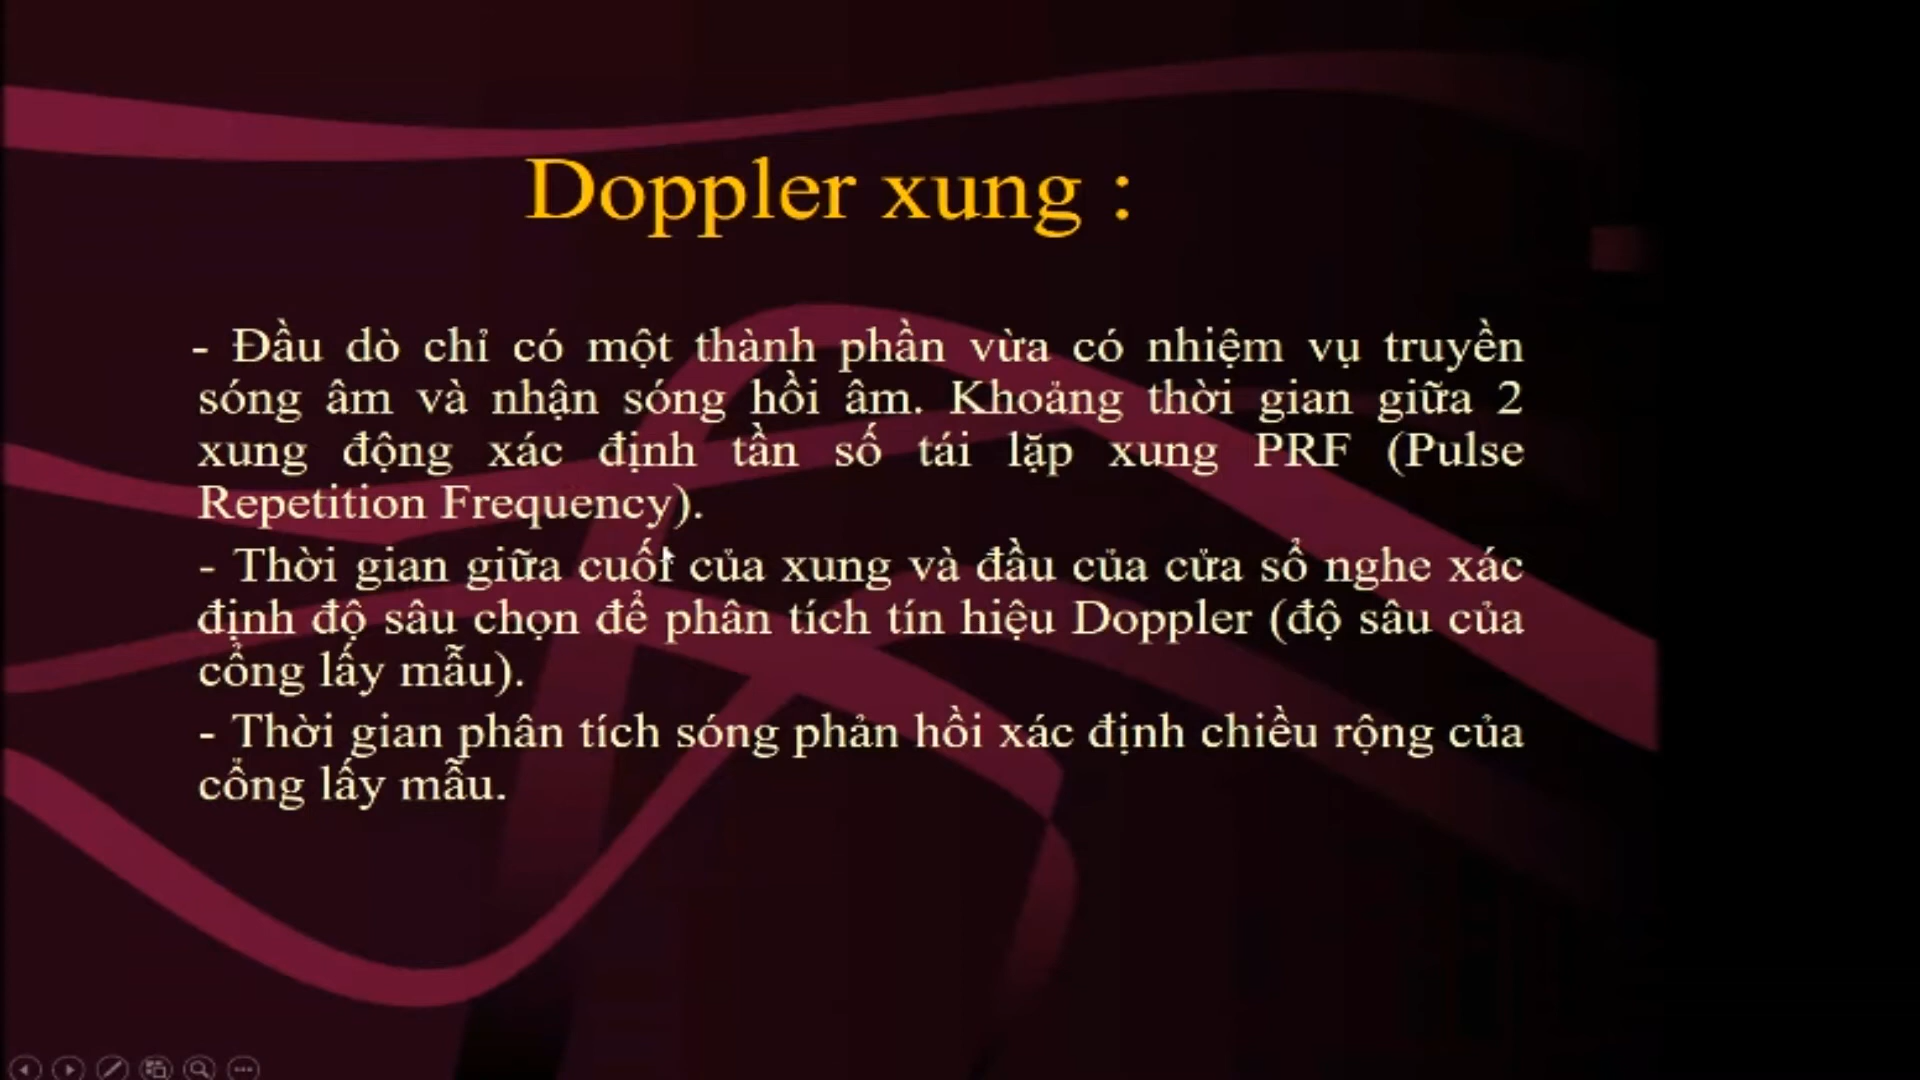 Doppler xung :
- Đầu dò chỉ có một thành phần vừa có nhiệm vụ truyền
sóng âm và nhận sóng hồi âm. Khoảng thời gian giữa 2
xung động xác định tần số tái lặp xung PRF (Pulse
Repetition Frequency).
- Thời gian giữa cuối của xung và đầu của cửa sổ nghe xác
định độ sâu chọn để phân tích tín hiệu Doppler (độ sâu của
cổng lấy mẫu).
- Thời gian phân tích sóng phản hồi xác định chiều rộng của
cổng lấy mẫu.